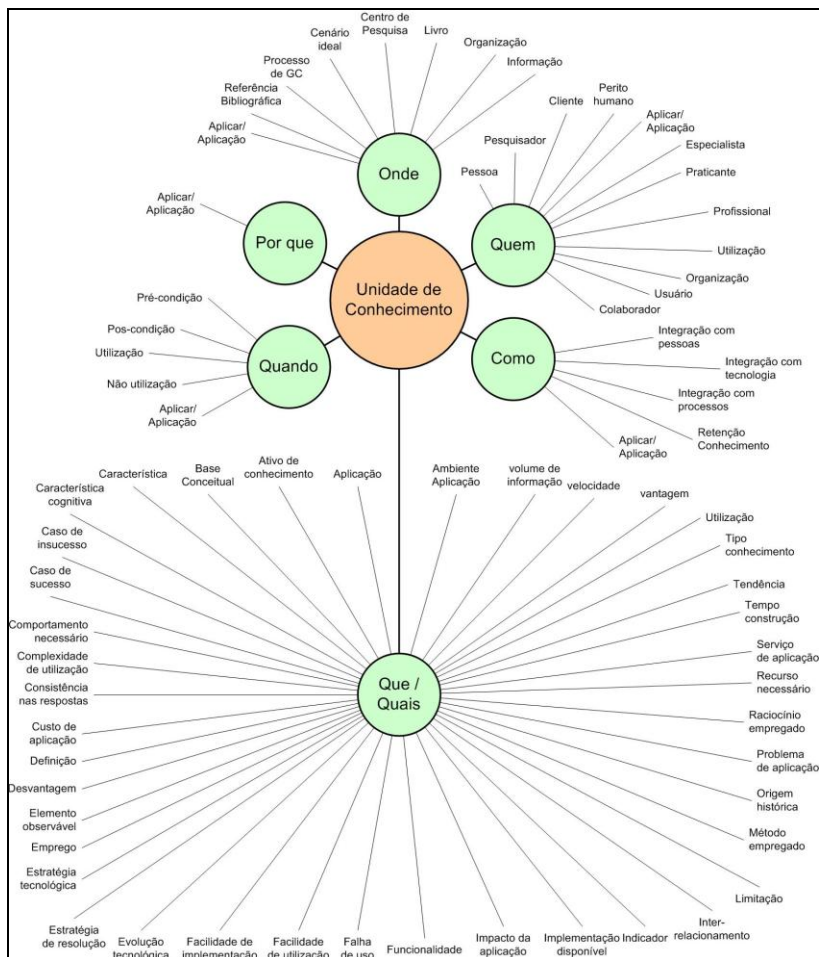 Centro de
Pesquisa
Livro
Cenário
ideal
Organização
Processo
de GC
Informação
Referência
Bibliográfica
Aplicar/
Aplicação
Onde
Cliente
Perito
humano
Aplicar/
Aplicação
Pesquisador
Especialista
Pessoa
Praticante
Profissional
Quem
Utilização
Organização
Usuário
Colaborador
Aplicar/
Aplicação
Por que
Unidade de
Conhecimento
Pré-condição
Pos-condição
Utilização
Não utilização
Aplicar/
Aplicação
Quando
Como
Integração com
pessoas
Integração com
tecnologia
Integração com
processos
Retenção
Conhecimento
Aplicar/
Aplicação
Característica
cognitiva
Característica
Base
Conceitual
Ativo de
conhecimento
Aplicação
Ambiente
Aplicação
volume de
informação
velocidade
vantagem
Utilização
Tipo
conhecimento
Tendência
Tempo
construção
Serviço
de aplicação
Recurso
necessário
Raciocínio
empregado
Problema
de aplicação
Origem
histórica
Método
empregado
Limitação
Caso de
insucesso
Caso de
sucesso
Comportamento
necessário
Complexidade
de utilização
Consistência
nas respostas
Que /
Quais
Custo de
aplicação
Definição
Desvantagem
Elemento
observável
Emprego
Estratégia
tecnológica
Estratégia
de resolução
Evolução
tecnológica
Facilidade de
implementação
Facilidade
de utilização
Falha
de uso
Funcionalidade
Impacto da
aplicação
Implementação
disponível
Indicador
Inter-
relacionamento